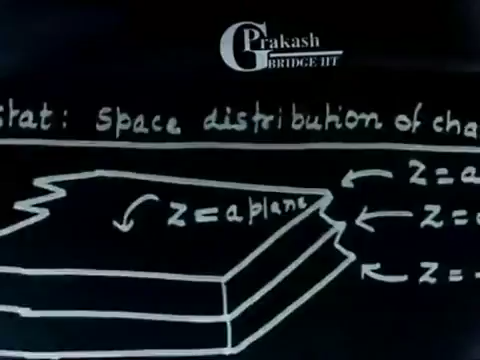 Prakash
BRIDGE IIT
stat: space distribution of cha
z = a
z = a plane
z =
z = -